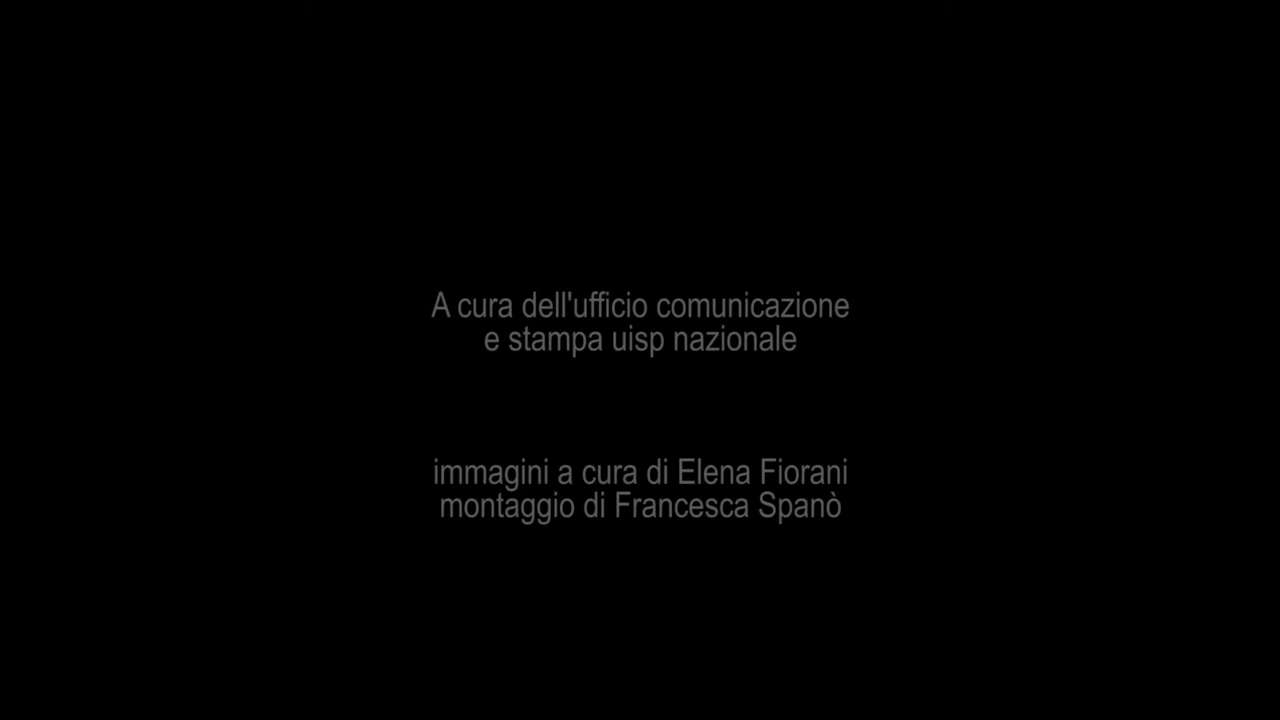 A cura dell'ufficio comunicazione
e stampa uisp nazionale
immagini a cura di Elena Fiorani
montaggio di Francesca Spanò